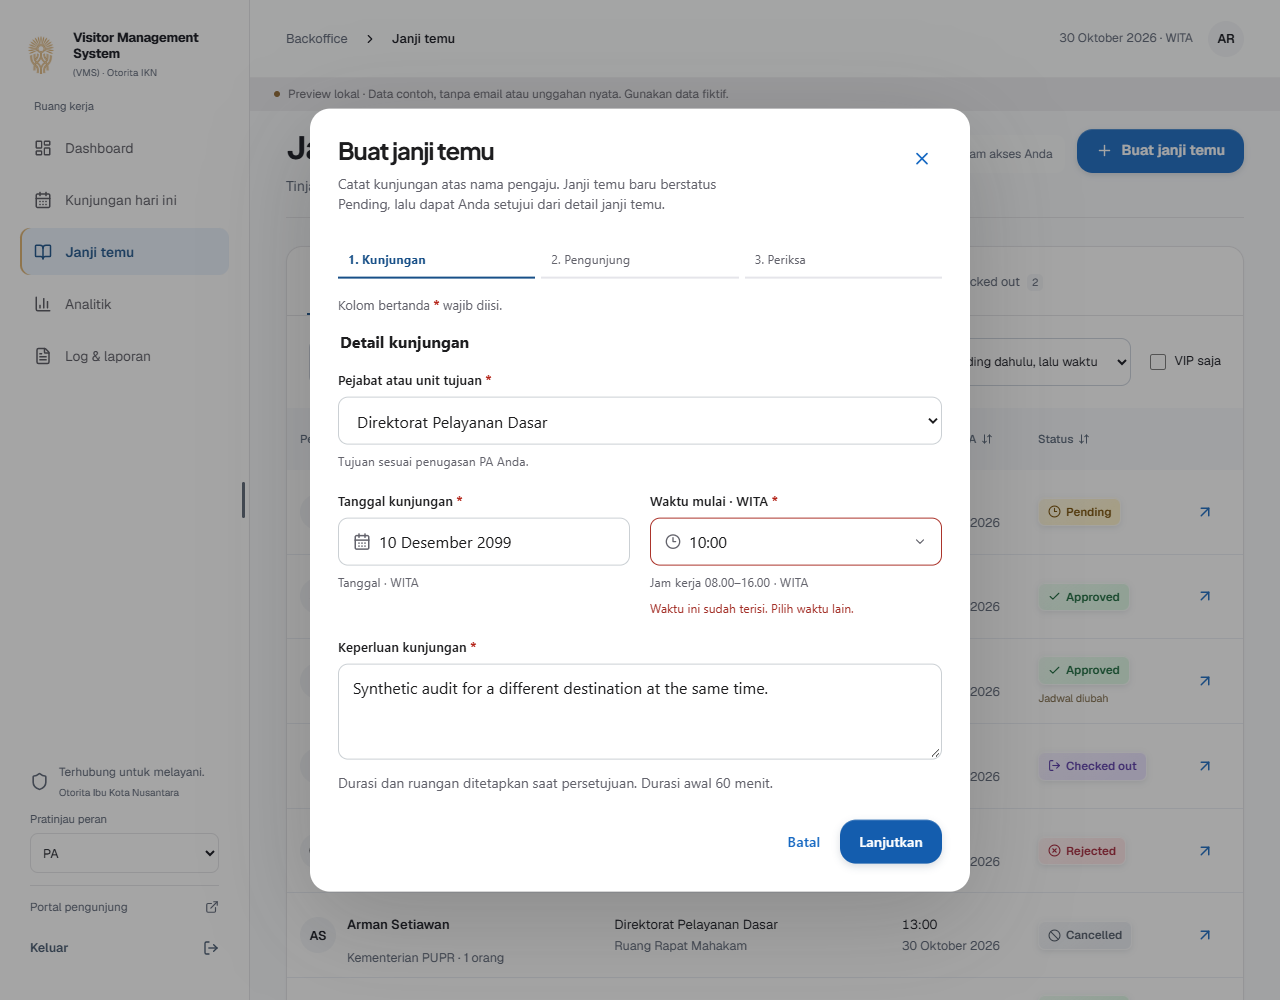 Visitor Management
System
(VMS) · Otorita IKN
Ruang kerja
Dashboard
Kunjungan hari ini
Janji temu
Analitik
Log & laporan
Terhubung untuk melayani.
Otorita Ibu Kota Nusantara
Pratinjau peran
PA
Portal pengunjung
Keluar
Backoffice
Janji temu
30 Oktober 2026 · WITA
AR
Preview lokal · Data contoh, tanpa email atau unggahan nyata. Gunakan data fiktif.
akses Anda
Buat janji temu
Buat janji temu
Catat kunjungan atas nama pengaju. Janji temu baru berstatus
Pending, lalu dapat Anda setujui dari detail janji temu.
1. Kunjungan
2. Pengunjung
3. Periksa
Kolom bertanda * wajib diisi.
Detail kunjungan
Pejabat atau unit tujuan *
Direktorat Pelayanan Dasar
Tujuan sesuai penugasan PA Anda.
Tanggal kunjungan *
10 Desember 2099
Tanggal · WITA
Waktu mulai · WITA *
10:00
Jam kerja 08.00–16.00 · WITA
Waktu ini sudah terisi. Pilih waktu lain.
Keperluan kunjungan *
Synthetic audit for a different destination at the same time.
Durasi dan ruangan ditetapkan saat persetujuan. Durasi awal 60 menit.
Batal
Lanjutkan
out 2
dahulu, lalu waktu
VIP saja
Status
2026
Pending
2026
Approved
2026
Approved
Jadwal diubah
2026
Checked out
2026
Rejected
AS
Arman Setiawan
Kementerian PUPR · 1 orang
Direktorat Pelayanan Dasar
Ruang Rapat Mahakam
13:00
30 Oktober 2026
Cancelled